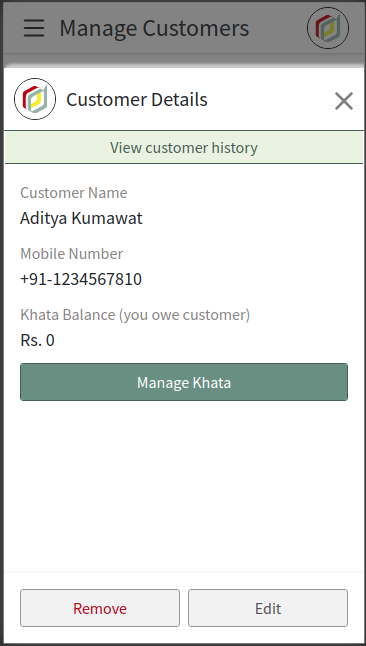 Manage Customers
Customer Details
View customer history
Customer Name
Aditya Kumawat
Mobile Number
+91-1234567810
Khata Balance (you owe customer)
Rs. 0
Manage Khata
Remove
Edit